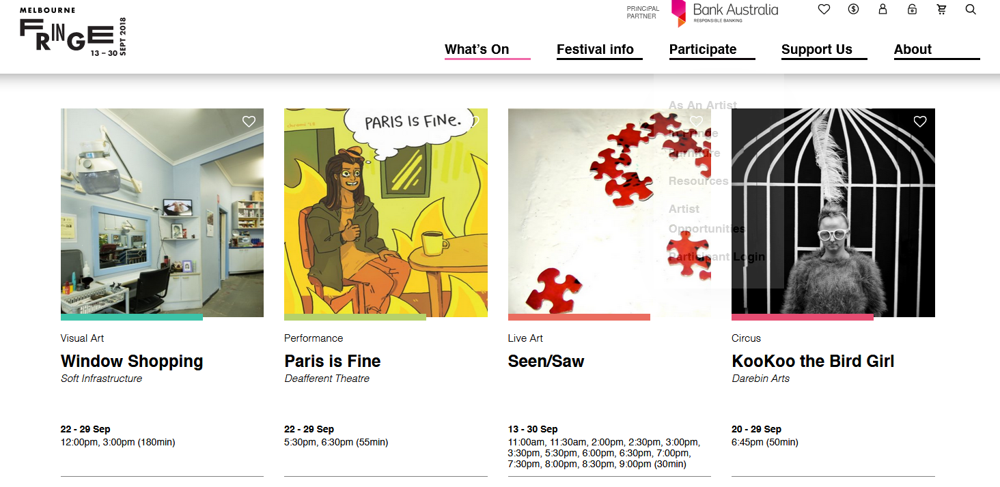 MELBOURNE
FRINGE
13 – 30
SEPT 2018
PRINCIPAL
PARTNER
Bank Australia
RESPONSIBLE BANKING
What's On
Festival info
Participate
Support Us
About
As An Artist
Furniture
Resources
Artist
Opportunities
Participant Login
PARIS IS FINE.
Visual Art
Window Shopping
Soft Infrastructure
22 - 29 Sep
12:00pm, 3:00pm (180min)
Performance
Paris is Fine
Deafferent Theatre
22 - 29 Sep
5:30pm, 6:30pm (55min)
Live Art
Seen/Saw
13 - 30 Sep
11:00am, 11:30am, 2:00pm, 2:30pm, 3:00pm,
3:30pm, 5:30pm, 6:00pm, 6:30pm, 7:00pm,
7:30pm, 8:00pm, 8:30pm, 9:00pm (30min)
Circus
KooKoo the Bird Girl
Darebin Arts
20 - 29 Sep
6:45pm (50min)